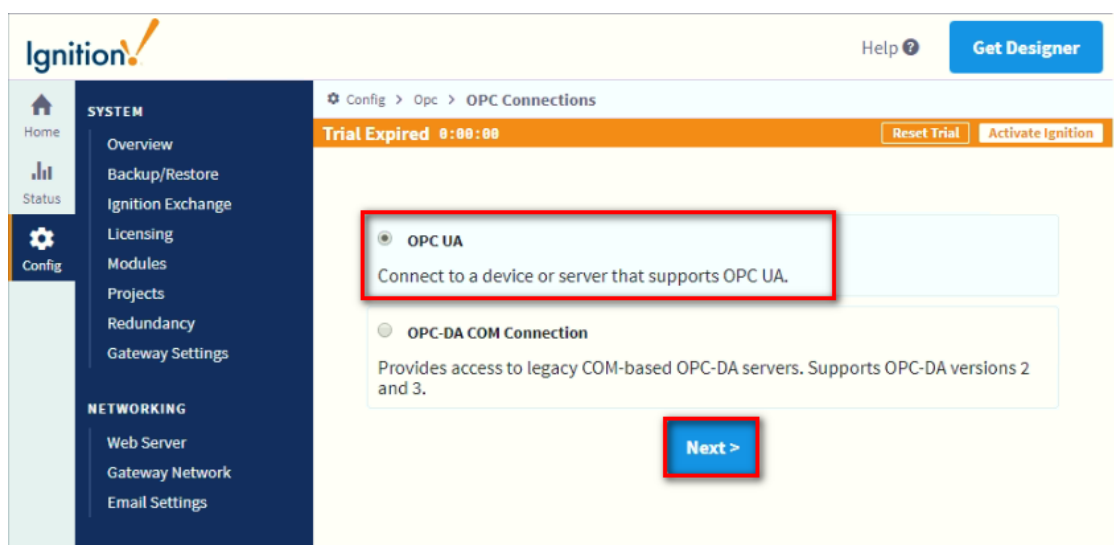 Ignition!
Help ?
Get Designer
Home
Status
Config
SYSTEM
Overview
Backup/Restore
Ignition Exchange
Licensing
Modules
Projects
Redundancy
Gateway Settings
NETWORKING
Web Server
Gateway Network
Email Settings
Config > Opc > OPC Connections
Trial Expired 0:00:00
Reset Trial
Activate Ignition
OPC UA
Connect to a device or server that supports OPC UA.
OPC-DA COM Connection
Provides access to legacy COM-based OPC-DA servers. Supports OPC-DA versions 2
and 3.
Next >